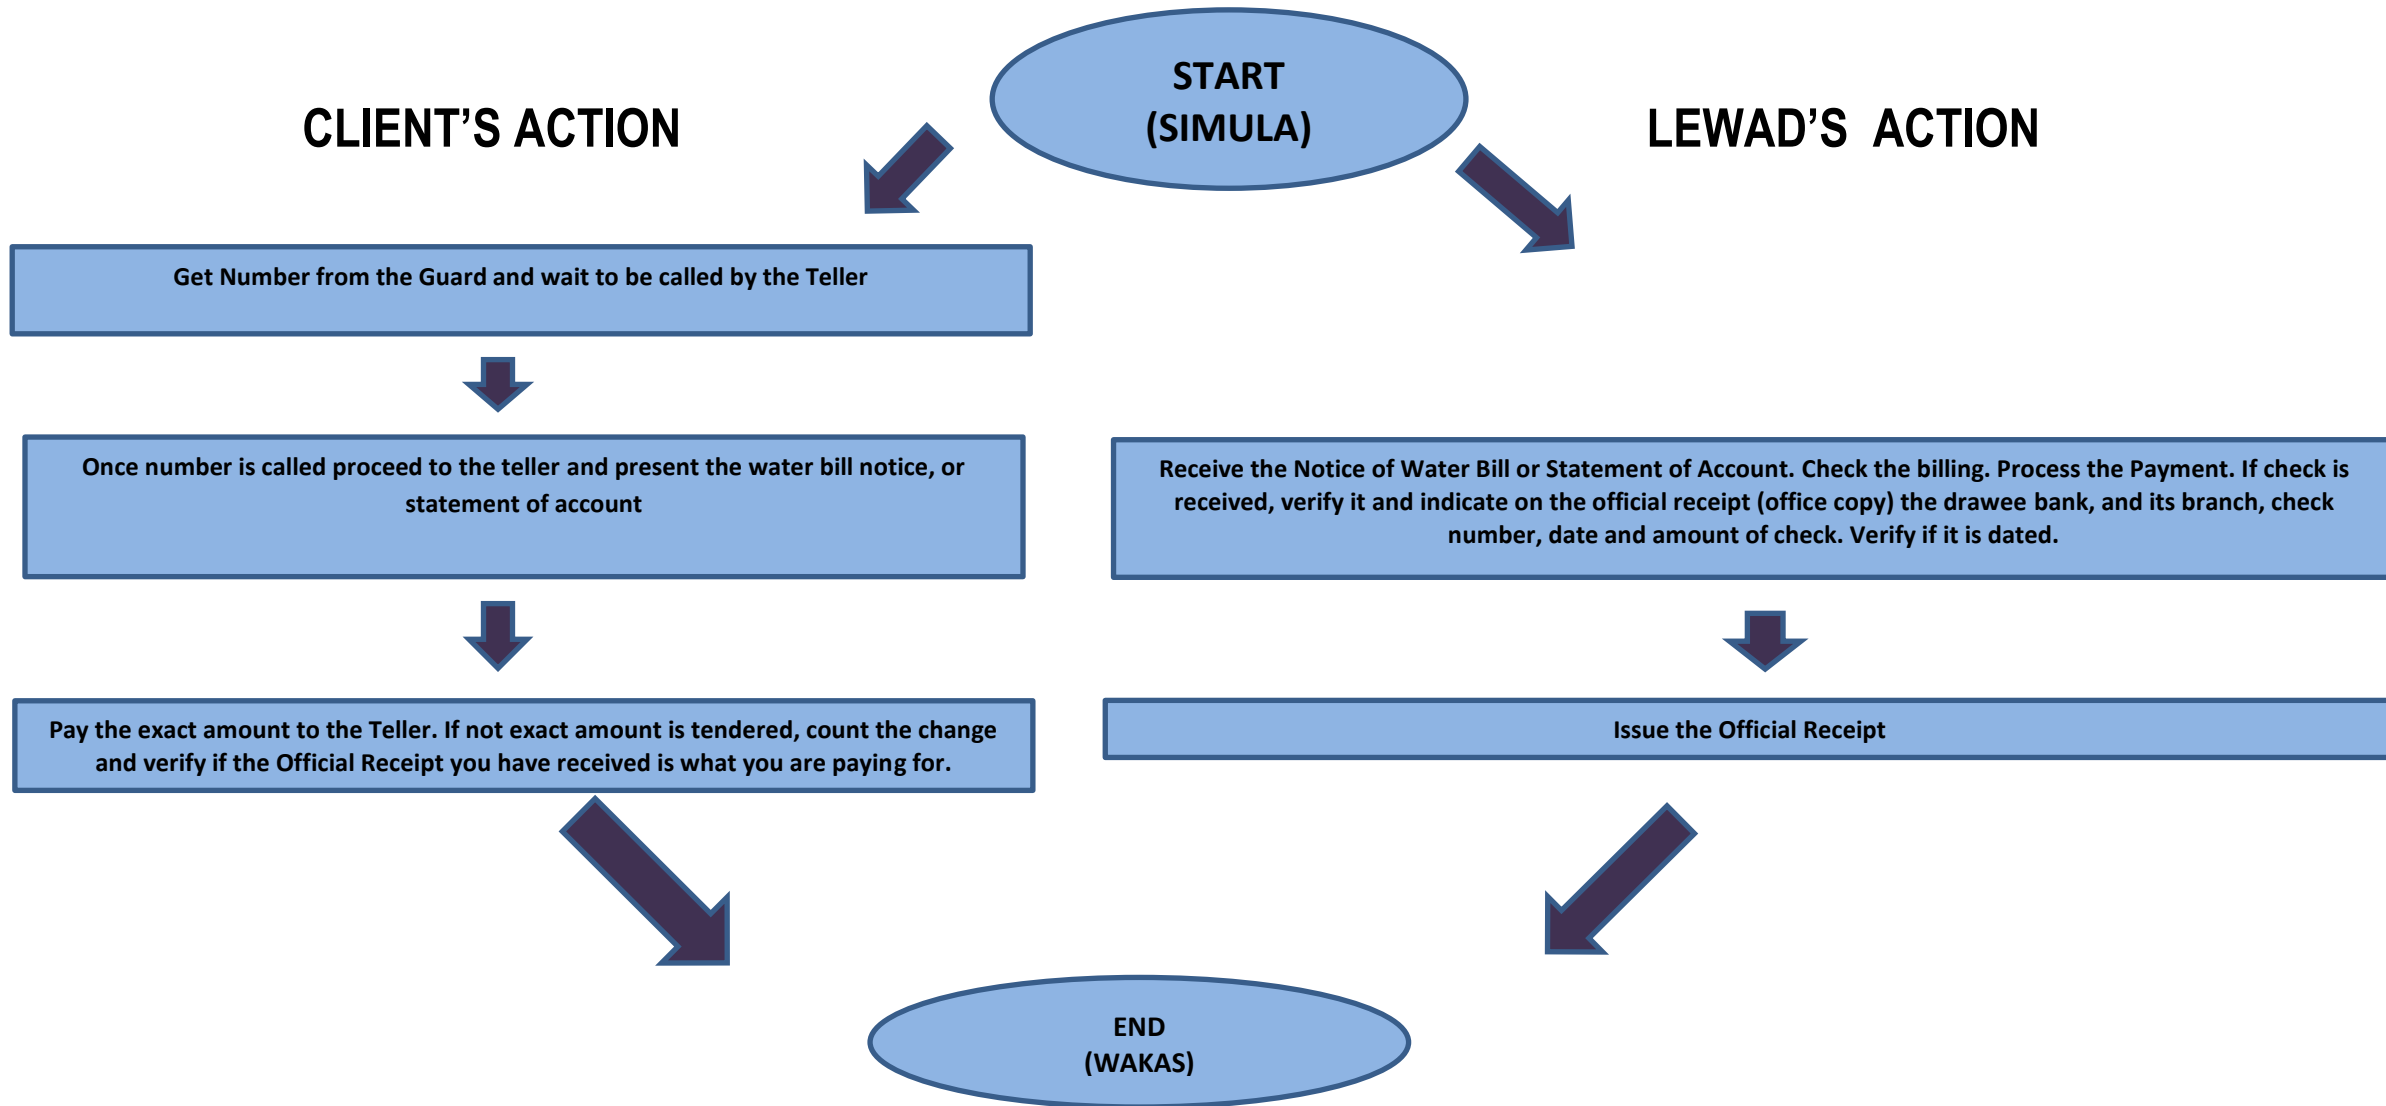 START
(SIMULA)
CLIENT’S ACTION
LEWAD’S  ACTION
Get Number from the Guard and wait to be called by the Teller
Once number is called proceed to the teller and present the water bill notice, or
statement of account
Receive the Notice of Water Bill or Statement of Account. Check the billing. Process the Payment. If check is
received, verify it and indicate on the official receipt (office copy) the drawee bank, and its branch, check
number, date and amount of check. Verify if it is dated.
Pay the exact amount to the Teller. If not exact amount is tendered, count the change
and verify if the Official Receipt you have received is what you are paying for.
Issue the Official Receipt
END
(WAKAS)